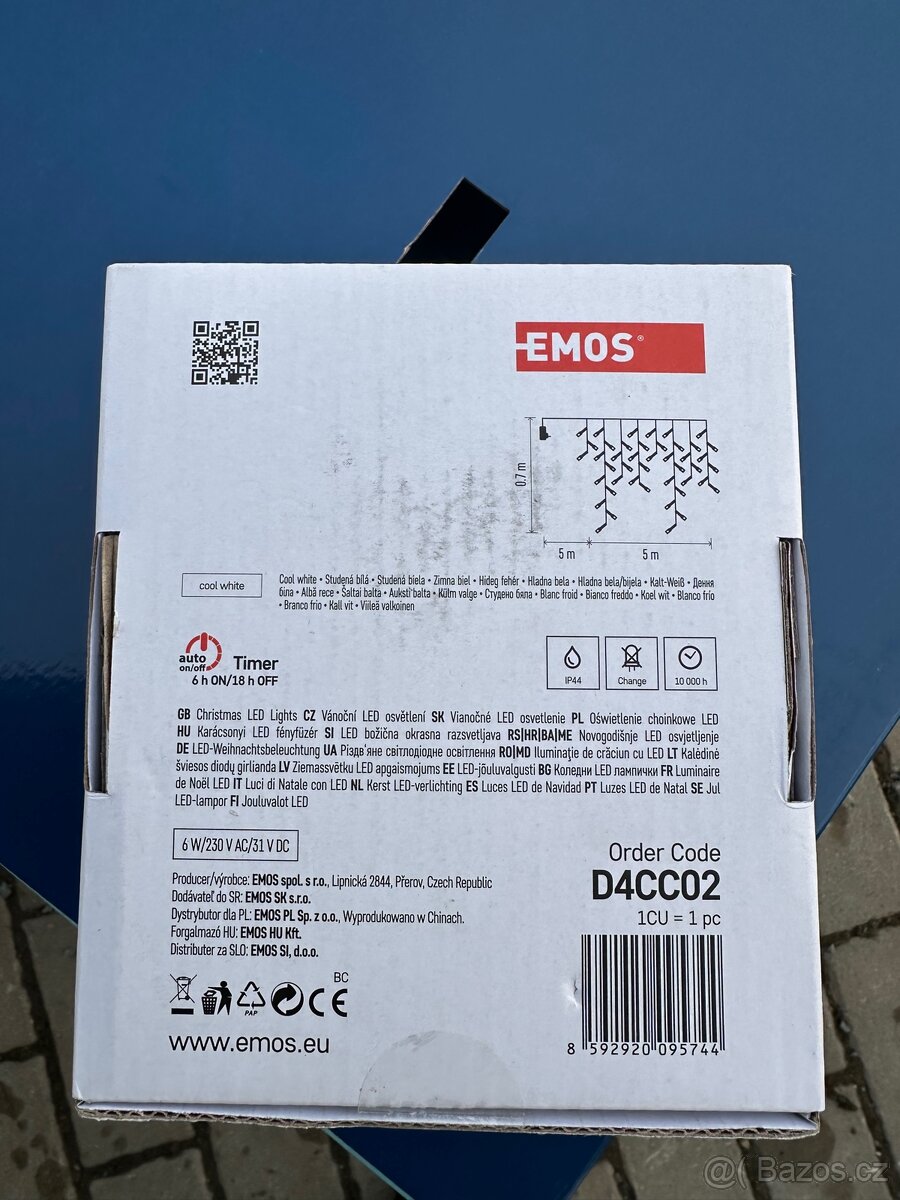 EMOS®
0.7 m
5 m
5 m
cool white
Cool white • Studená bílá • Studená biela • Zimna biel • Hideg fehér • Hladna bela • Hladna bela/bijela • Kalt-Weiß • Денна
біла • Albă rece • Šaltai balta • Auksti balta • Külm valge • Студено бяла • Blanc froid • Bianco freddo • Koel wit • Blanco frío
• Branco frio • Kall vit • Viileä valkoinen
auto
on/off
Timer
6 h ON/18 h OFF
IP44
Change
10 000 h
GB Christmas LED Lights CZ Vánoční LED osvětlení SK Vianočné LED osvetlenie PL Oświetlenie choinkowe LED
HU Karácsonyi LED fényfüzér SI LED božična okrasna razsvetljava RS|HR|BA|ME Novogodišnje LED osvjetljenje
DE LED-Weihnachtsbeleuchtung UA Різдв'яне світлодіодне освітлення RO|MD Iluminaţie de crăciun cu LED LT Kalėdinė
šviesos diodų girlianda LV Ziemassvētku LED apgaismojums EE LED-jõuluvalgusti BG Коледни LED лампички FR Luminaire
de Noël LED IT Luci di Natale con LED NL Kerst LED-verlichting ES Luces LED de Navidad PT Luzes LED de Natal SE Jul
LED-lampor FI Jouluvalot LED
6 W/230 V AC/31 V DC
Producer/výrobce: EMOS spol. s r.o., Lipnická 2844, Přerov, Czech Republic
Dodávateľ do SR: EMOS SK s.r.o.
Dystrybutor dla PL: EMOS PL Sp. z o.o., Wyprodukowano w Chinach.
Forgalmazó HU: EMOS HU Kft.
Distributer za SLO: EMOS SI, d.o.o.
Order Code
D4CC02
1CU = 1 pc
BC
PAP
CE
www.emos.eu
8 592920 095744
@( Bazos.cz